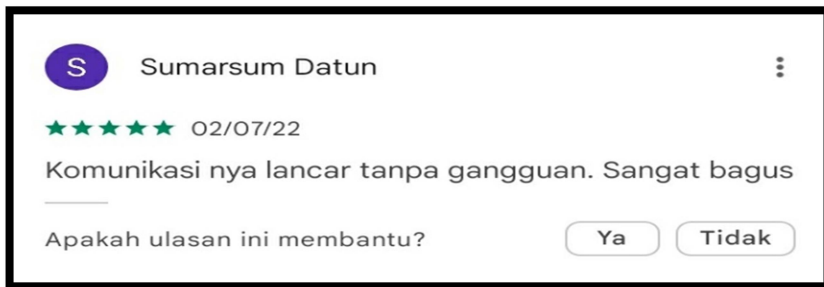 S Sumarsum Datun
02/07/22
Komunikasi nya lancar tanpa gangguan. Sangat bagus
Apakah ulasan ini membantu? Ya Tidak